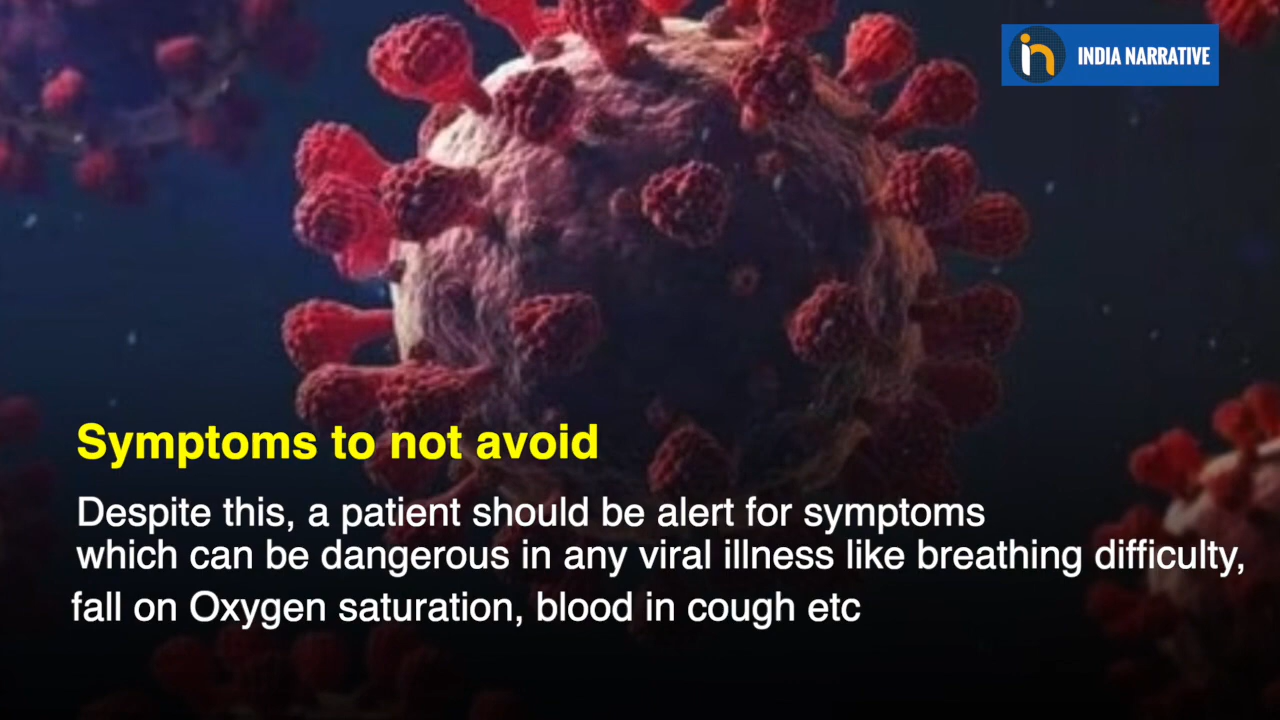 INDIA NARRATIVE
Symptoms to not avoid
Despite this, a patient should be alert for symptoms
which can be dangerous in any viral illness like breathing difficulty,
fall on Oxygen saturation, blood in cough etc